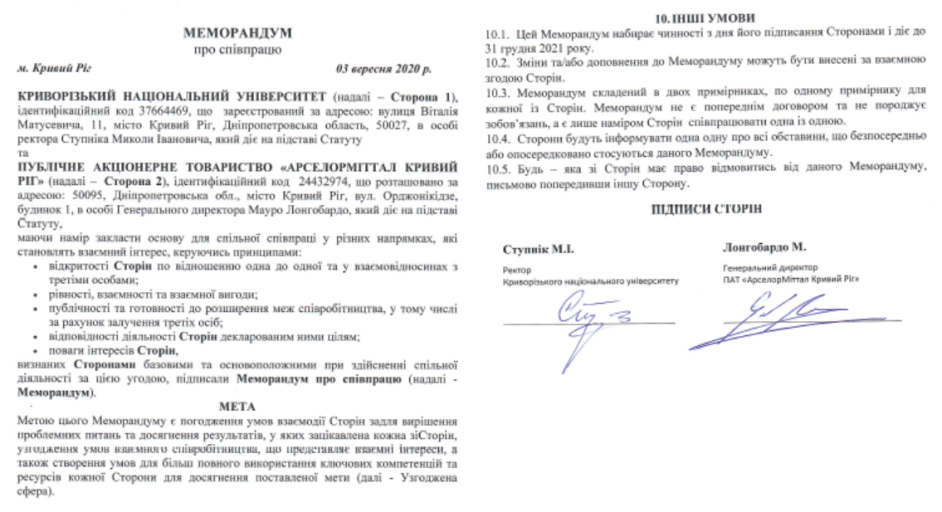 МЕМОРАНДУМ
про співпрацю
м. Кривий Ріг 03 вересня 2020 р.
КРИВОРІЗЬКИЙ НАЦІОНАЛЬНИЙ УНІВЕРСИТЕТ (надалі – Сторона 1),
ідентифікаційний код 37664469, що зареєстрований за адресою: вулиця Віталія
Матусевича, 11, місто Кривий Ріг, Дніпропетровська область, 50027, в особі
ректора Ступніка Миколи Івановича, який діє на підставі Статуту
та
ПУБЛІЧНЕ АКЦІОНЕРНЕ ТОВАРИСТВО «АРСЕЛОРМІТТАЛ КРИВИЙ
РІГ» (надалі – Сторона 2), ідентифікаційний код 24432974, що розташовано за
адресою: 50095, Дніпропетровська обл., місто Кривий Ріг, вул. Орджонікідзе,
будинок 1, в особі Генерального директора Мауро Лонгобардо, який діє на підставі
Статуту,
маючи намір закласти основу для спільної співпраці у різних напрямках, які
становлять взаємний інтерес, керуючись принципами:
• відкритості Сторін по відношенню одна до одної та у взаємовідносинах з
третіми особами;
• рівності, взаємності та взаємної вигоди;
• публічності та готовності до розширення меж співробітництва, у тому числі
за рахунок залучення третіх осіб;
• відповідності діяльності Сторін декларованим ними цілям;
• поваги інтересів Сторін,
визнаних Сторонами базовими та основоположними при здійсненні спільної
діяльності за цією угодою, підписали Меморандум про співпрацю (надалі -
Меморандум).
МЕТА
Метою цього Меморандуму є погодження умов взаємодії Сторін задля вирішення
проблемних питань та досягнення результатів, у яких зацікавлена кожна зіСторін,
узгодження умов взаємного співробітництва, що представляє взаємні інтереси, а
також створення умов для більш повного використання ключових компетенцій та
ресурсів кожної Сторони для досягнення поставленої мети (далі - Узгоджена
сфера).
10. ІНШІ УМОВИ
10.1. Цей Меморандум набирає чинності з дня його підписання Сторонами і діє до
31 грудня 2021 року.
10.2. Зміни та/або доповнення до Меморандуму можуть бути внесені за взаємною
згодою Сторін.
10.3. Меморандум складений в двох примірниках, по одному примірнику для
кожної із Сторін. Меморандум не є попереднім договором та не породжує
зобов'язань, а є лише наміром Сторін співпрацювати одна із одною.
10.4. Сторони будуть інформувати одна одну про всі обставини, що безпосередньо
або опосередковано стосуються даного Меморандуму.
10.5. Будь – яка зі Сторін має право відмовитись від даного Меморандуму,
письмово попередивши іншу Сторону.
ПІДПИСИ СТОРІН
Ступнік М.І. Лонгобардо М.
Ректор Генеральний директор
Криворізького національного університету ПАТ «АрселорМіттал Кривий Ріг»